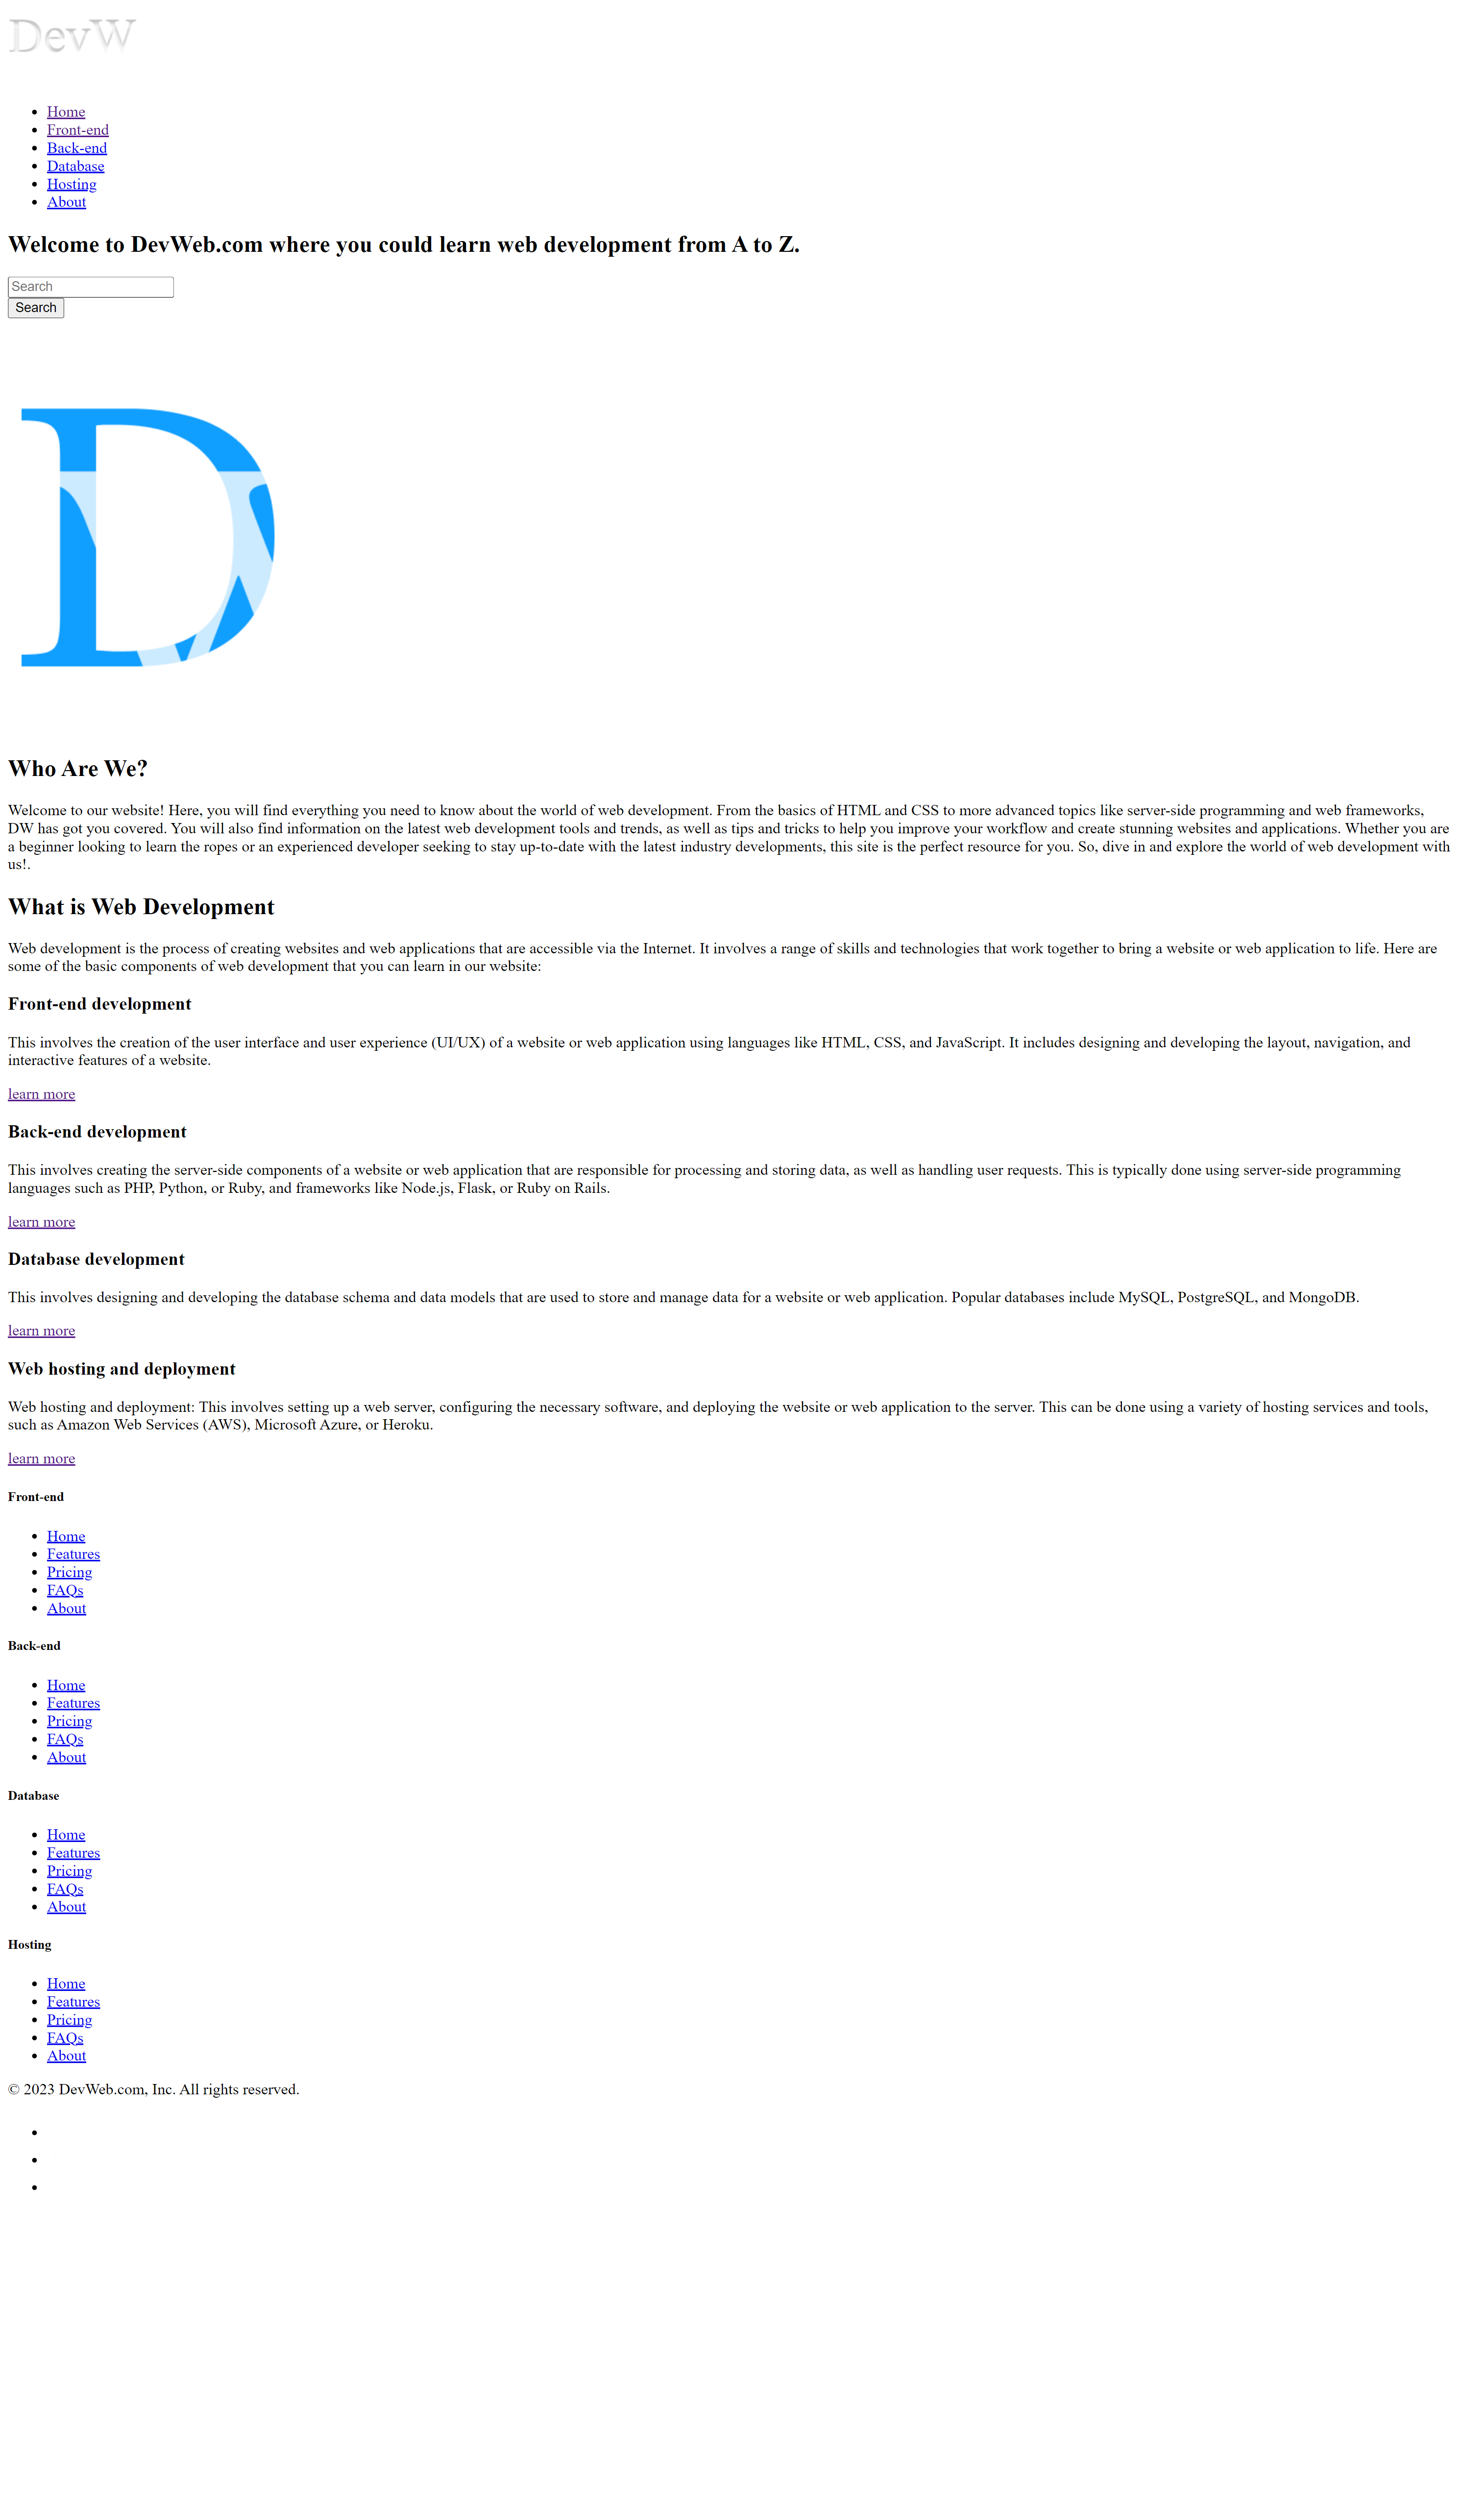 DevW
Home
Front-end
Back-end
Database
Hosting
About
Welcome to DevWeb.com where you could learn web development from A to Z.
Search
Search
D
Who Are We?
Welcome to our website! Here, you will find everything you need to know about the world of web development. From the basics of HTML and CSS to more advanced topics like server-side programming and web frameworks,
DW has got you covered. You will also find information on the latest web development tools and trends, as well as tips and tricks to help you improve your workflow and create stunning websites and applications. Whether you are
a beginner looking to learn the ropes or an experienced developer seeking to stay up-to-date with the latest industry developments, this site is the perfect resource for you. So, dive in and explore the world of web development with
us!.
What is Web Development
Web development is the process of creating websites and web applications that are accessible via the Internet. It involves a range of skills and technologies that work together to bring a website or web application to life. Here are
some of the basic components of web development that you can learn in our website:
Front-end development
This involves the creation of the user interface and user experience (UI/UX) of a website or web application using languages like HTML, CSS, and JavaScript. It includes designing and developing the layout, navigation, and
interactive features of a website.
learn more
Back-end development
This involves creating the server-side components of a website or web application that are responsible for processing and storing data, as well as handling user requests. This is typically done using server-side programming
languages such as PHP, Python, or Ruby, and frameworks like Node.js, Flask, or Ruby on Rails.
learn more
Database development
This involves designing and developing the database schema and data models that are used to store and manage data for a website or web application. Popular databases include MySQL, PostgreSQL, and MongoDB.
learn more
Web hosting and deployment
Web hosting and deployment: This involves setting up a web server, configuring the necessary software, and deploying the website or web application to the server. This can be done using a variety of hosting services and tools,
such as Amazon Web Services (AWS), Microsoft Azure, or Heroku.
learn more
Front-end
Home
Features
Pricing
FAQs
About
Back-end
Home
Features
Pricing
FAQs
About
Database
Home
Features
Pricing
FAQs
About
Hosting
Home
Features
Pricing
FAQs
About
© 2023 DevWeb.com, Inc. All rights reserved.